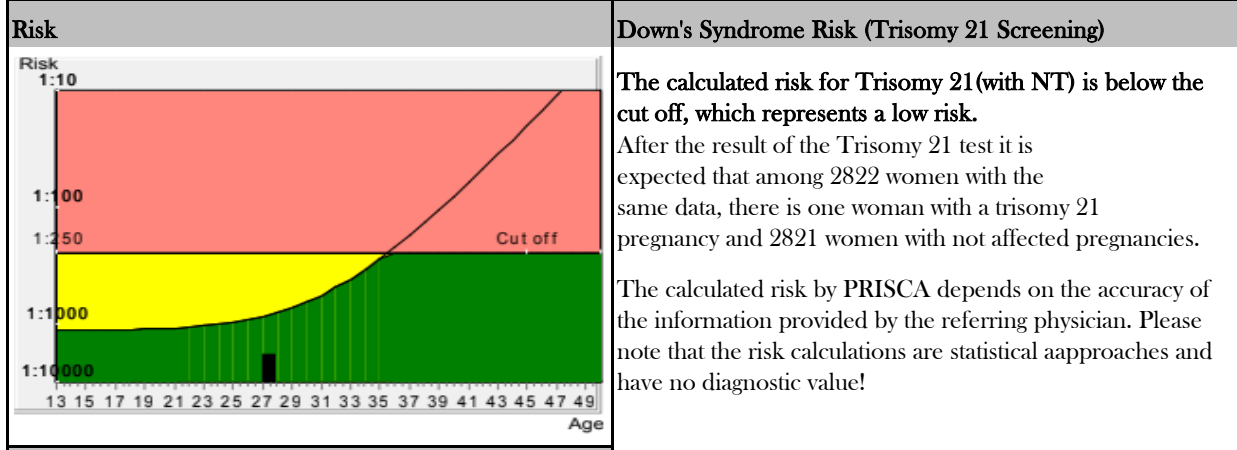 Risk
Down's Syndrome Risk (Trisomy 21 Screening)
Risk
1:10
1:100
1:250
Cut off
1:1000
1:10000
13 15 17 19 21 23 25 27 29 31 33 35 37 39 41 43 45 47 49
Age
The calculated risk for Trisomy 21(with NT) is below the
cut off, which represents a low risk.
After the result of the Trisomy 21 test it is
expected that among 2822 women with the
same data, there is one woman with a trisomy 21
pregnancy and 2821 women with not affected pregnancies.
The calculated risk by PRISCA depends on the accuracy of
the information provided by the referring physician. Please
note that the risk calculations are statistical aapproaches and
have no diagnostic value!